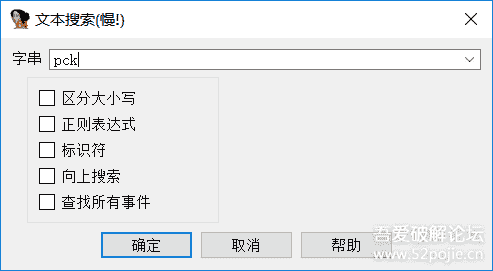 文本搜索(慢!)
字串 pck
区分大小写
正则表达式
标识符
向上搜索
查找所有事件
确定 取消 帮助
吾爱破解论坛
www.52pojie.cn